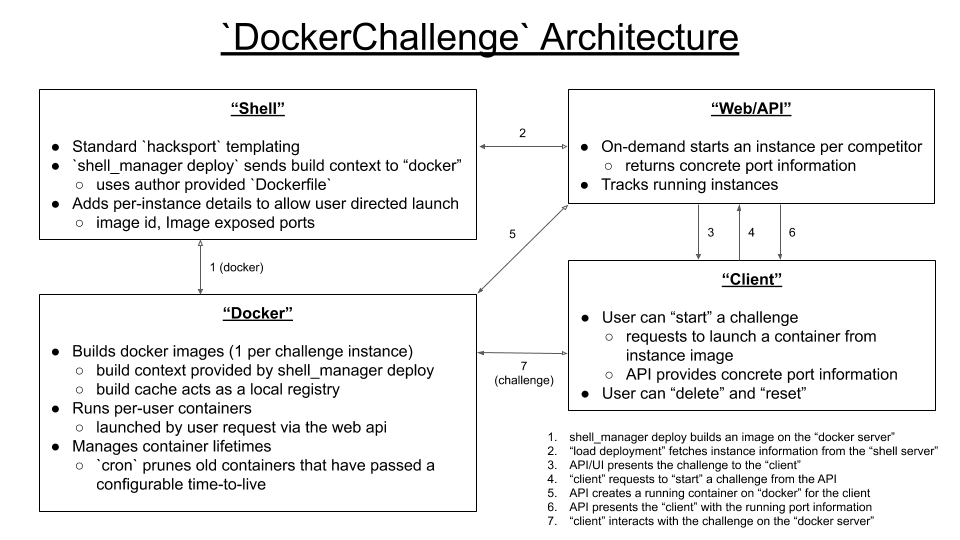 `DockerChallenge` Architecture
“Shell”
● Standard `hacksport` templating
● `shell_manager deploy` sends build context to “docker”
○ uses author provided `Dockerfile`
● Adds per-instance details to allow user directed launch
○ image id, Image exposed ports
“Web/API”
● On-demand starts an instance per competitor
○ returns concrete port information
● Tracks running instances
2
5
3
4
6
1 (docker)
“Docker”
● Builds docker images (1 per challenge instance)
○ build context provided by shell_manager deploy
○ build cache acts as a local registry
● Runs per-user containers
○ launched by user request via the web api
● Manages container lifetimes
○ `cron` prunes old containers that have passed a
configurable time-to-live
“Client”
● User can “start” a challenge
○ requests to launch a container from
instance image
○ API provides concrete port information
● User can “delete” and “reset”
7
(challenge)
1. shell_manager deploy builds an image on the “docker server”
2. “load deployment” fetches instance information from the “shell server”
3. API/UI presents the challenge to the “client”
4. “client” requests to “start” a challenge from the API
5. API creates a running container on “docker” for the client
6. API presents the “client” with the running port information
7. “client” interacts with the challenge on the “docker server”